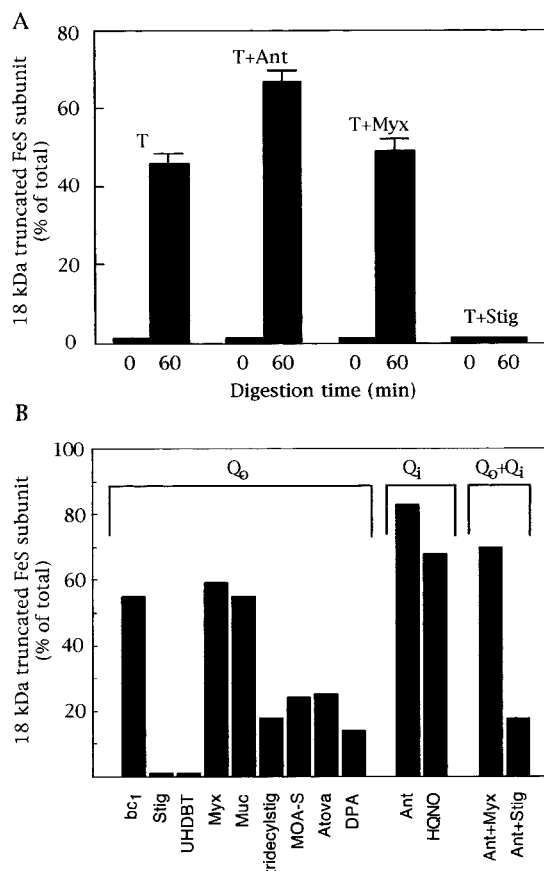 A
18 kDa truncated FeS subunit
(% of total)
80
60
40
20
0
T
T+Ant
T+Myx
T+Stig
0 60 0 60 0 60 0 60
Digestion time (min)
B
18 kDa truncated FeS subunit
(% of total)
100
80
60
40
20
Qo
Qi
Qo+Qi
bc1
Stig
UHDBT
Myx
Muc
tridecylstig
MOA-S
Atova
DPA
Ant
HQNO
Ant+Myx
Ant+Stig